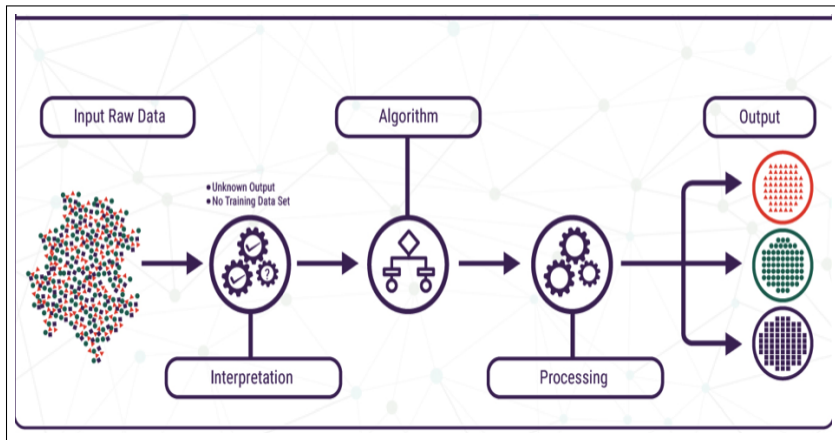 Input Raw Data
Algorithm
Output
• Unknown Output
• No Training Data Set
?
Interpretation
Processing